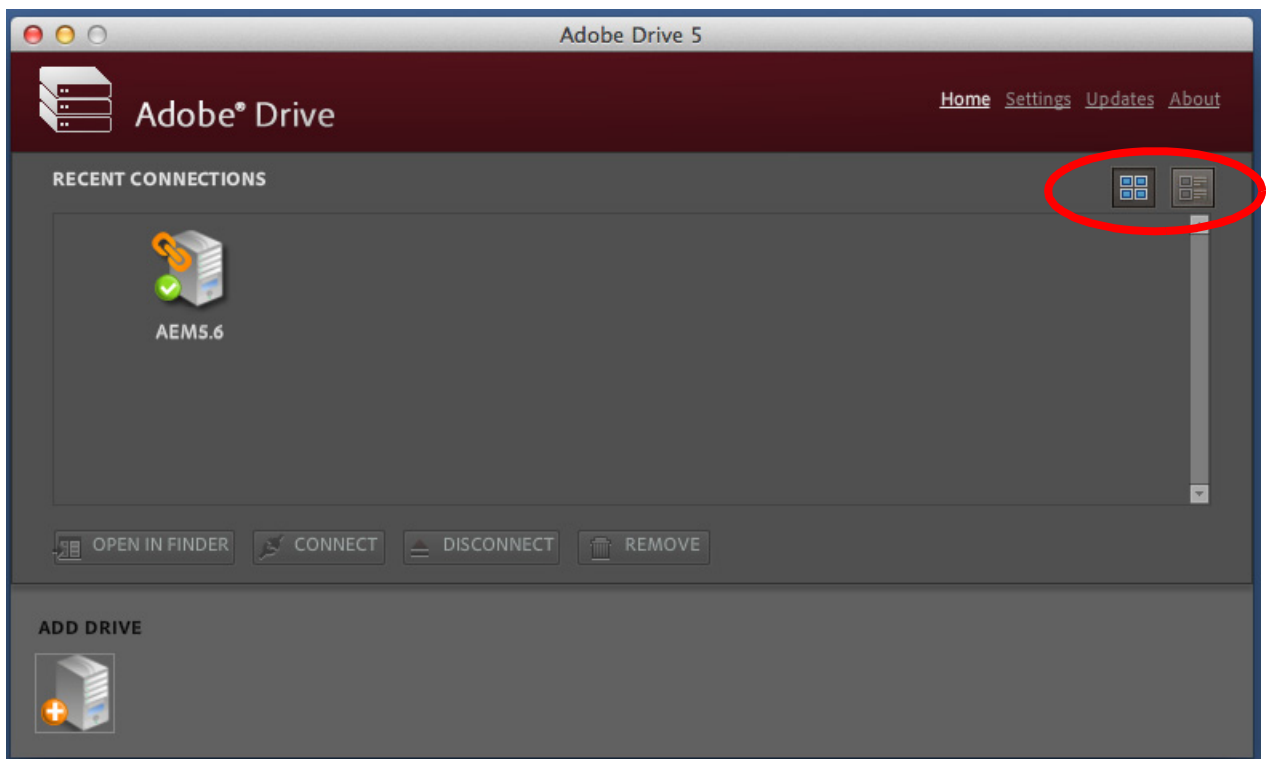 Adobe Drive 5
Adobe® Drive
Home Settings Updates About
RECENT CONNECTIONS
AEM5.6
OPEN IN FINDER CONNECT DISCONNECT REMOVE
ADD DRIVE